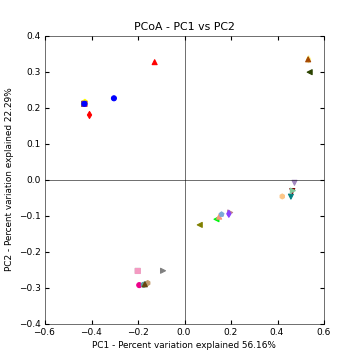 PCoA - PC1 vs PC2
PC2 - Percent variation explained 22.29%
0.4
0.3
0.2
0.1
0.0
−0.1
−0.2
−0.3
−0.4
−0.6 −0.4 −0.2 0.0 0.2 0.4 0.6
PC1 - Percent variation explained 56.16%